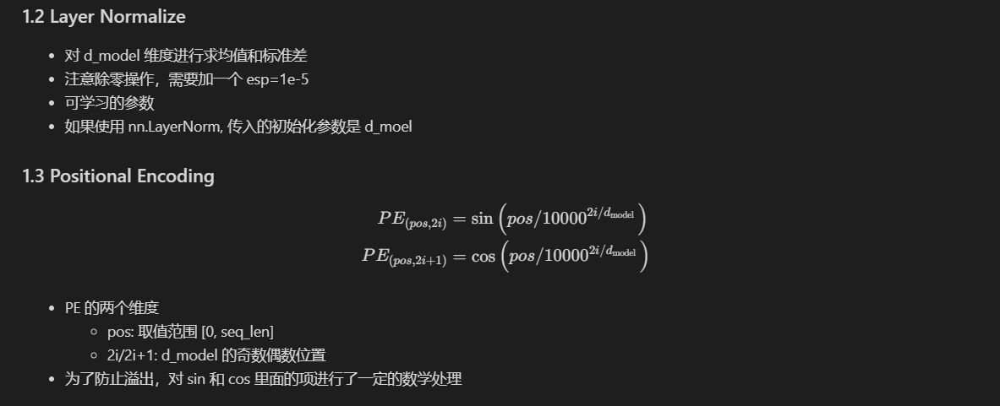 1.2 Layer Normalize
• 对 d_model 维度进行求均值和标准差
• 注意除零操作，需要加一个 esp=1e-5
• 可学习的参数
• 如果使用 nn.LayerNorm, 传入的初始化参数是 d_moel
1.3 Positional Encoding
$PE_{(pos,2i)} = \sin\left(pos/10000^{2i/d_{\text{model}}}\right)$
$PE_{(pos,2i+1)} = \cos\left(pos/10000^{2i/d_{\text{model}}}\right)$
• PE 的两个维度
◦ pos: 取值范围 [0, seq_len]
◦ 2i/2i+1: d_model 的奇数偶数位置
• 为了防止溢出，对 sin 和 cos 里面的项进行了一定的数学处理